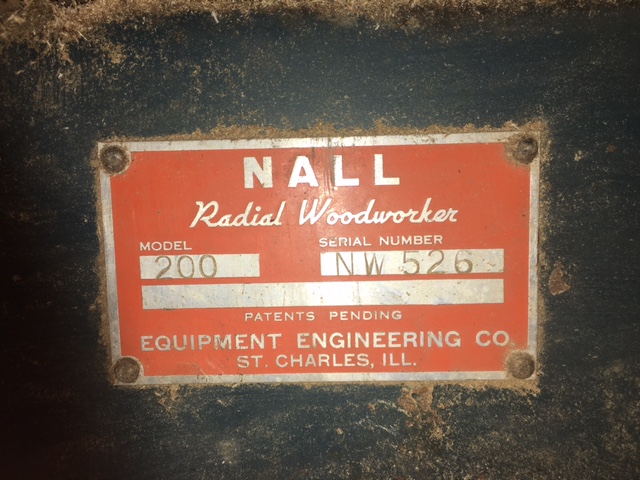 NALL
Radial Woodworker
MODEL SERIAL NUMBER
200 NW 526
PATENTS PENDING
EQUIPMENT ENGINEERING CO.
ST. CHARLES, ILL.